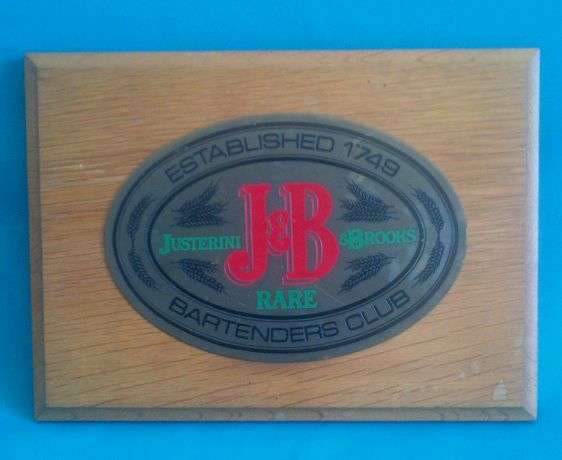 ESTABLISHED 1749
J&B
JUSTERINI & BROOKS
RARE
BARTENDERS CLUB